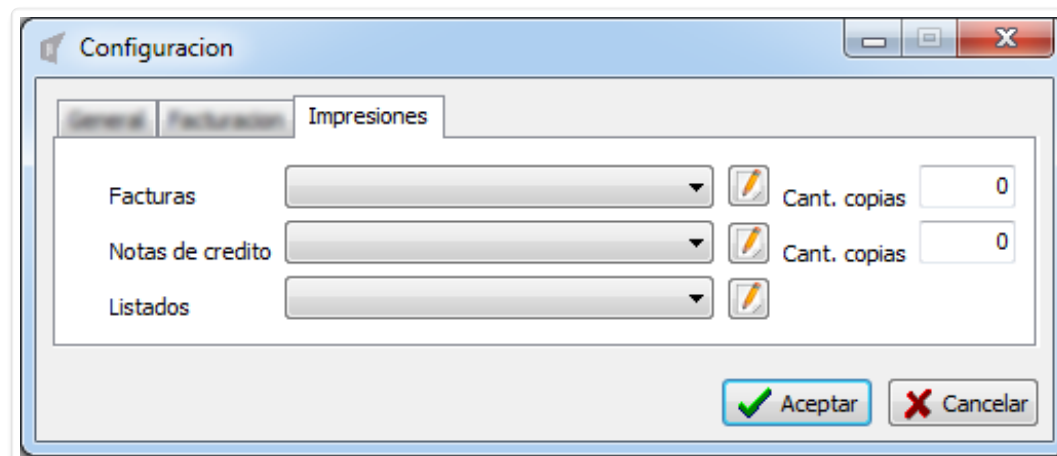 Configuracion
Impresiones
Facturas Cant. copias 0
Notas de credito Cant. copias 0
Listados
Aceptar Cancelar